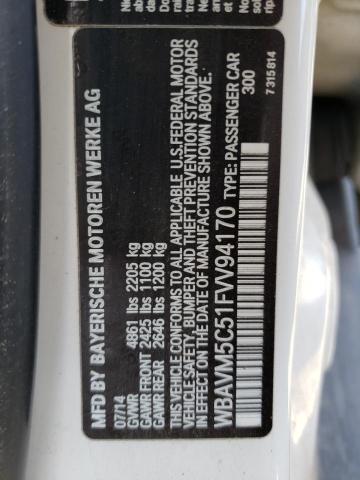 MFD BY BAYERISCHE MOTOREN WERKE AG
07/14
GVWR 4861 lbs 2205 kg
GAWR FRONT 2425 lbs 1100 kg
GAWR REAR 2646 lbs 1200 kg
THIS VEHICLE CONFORMS TO ALL APPLICABLE U.S.FEDERAL MOTOR
VEHICLE SAFETY, BUMPER AND THEFT PREVENTION STANDARDS
IN EFFECT ON THE DATE OF MANUFACTURE SHOWN ABOVE.
WBAVM5C51FVV94170 TYPE: PASSENGER CAR
300
7 315 814